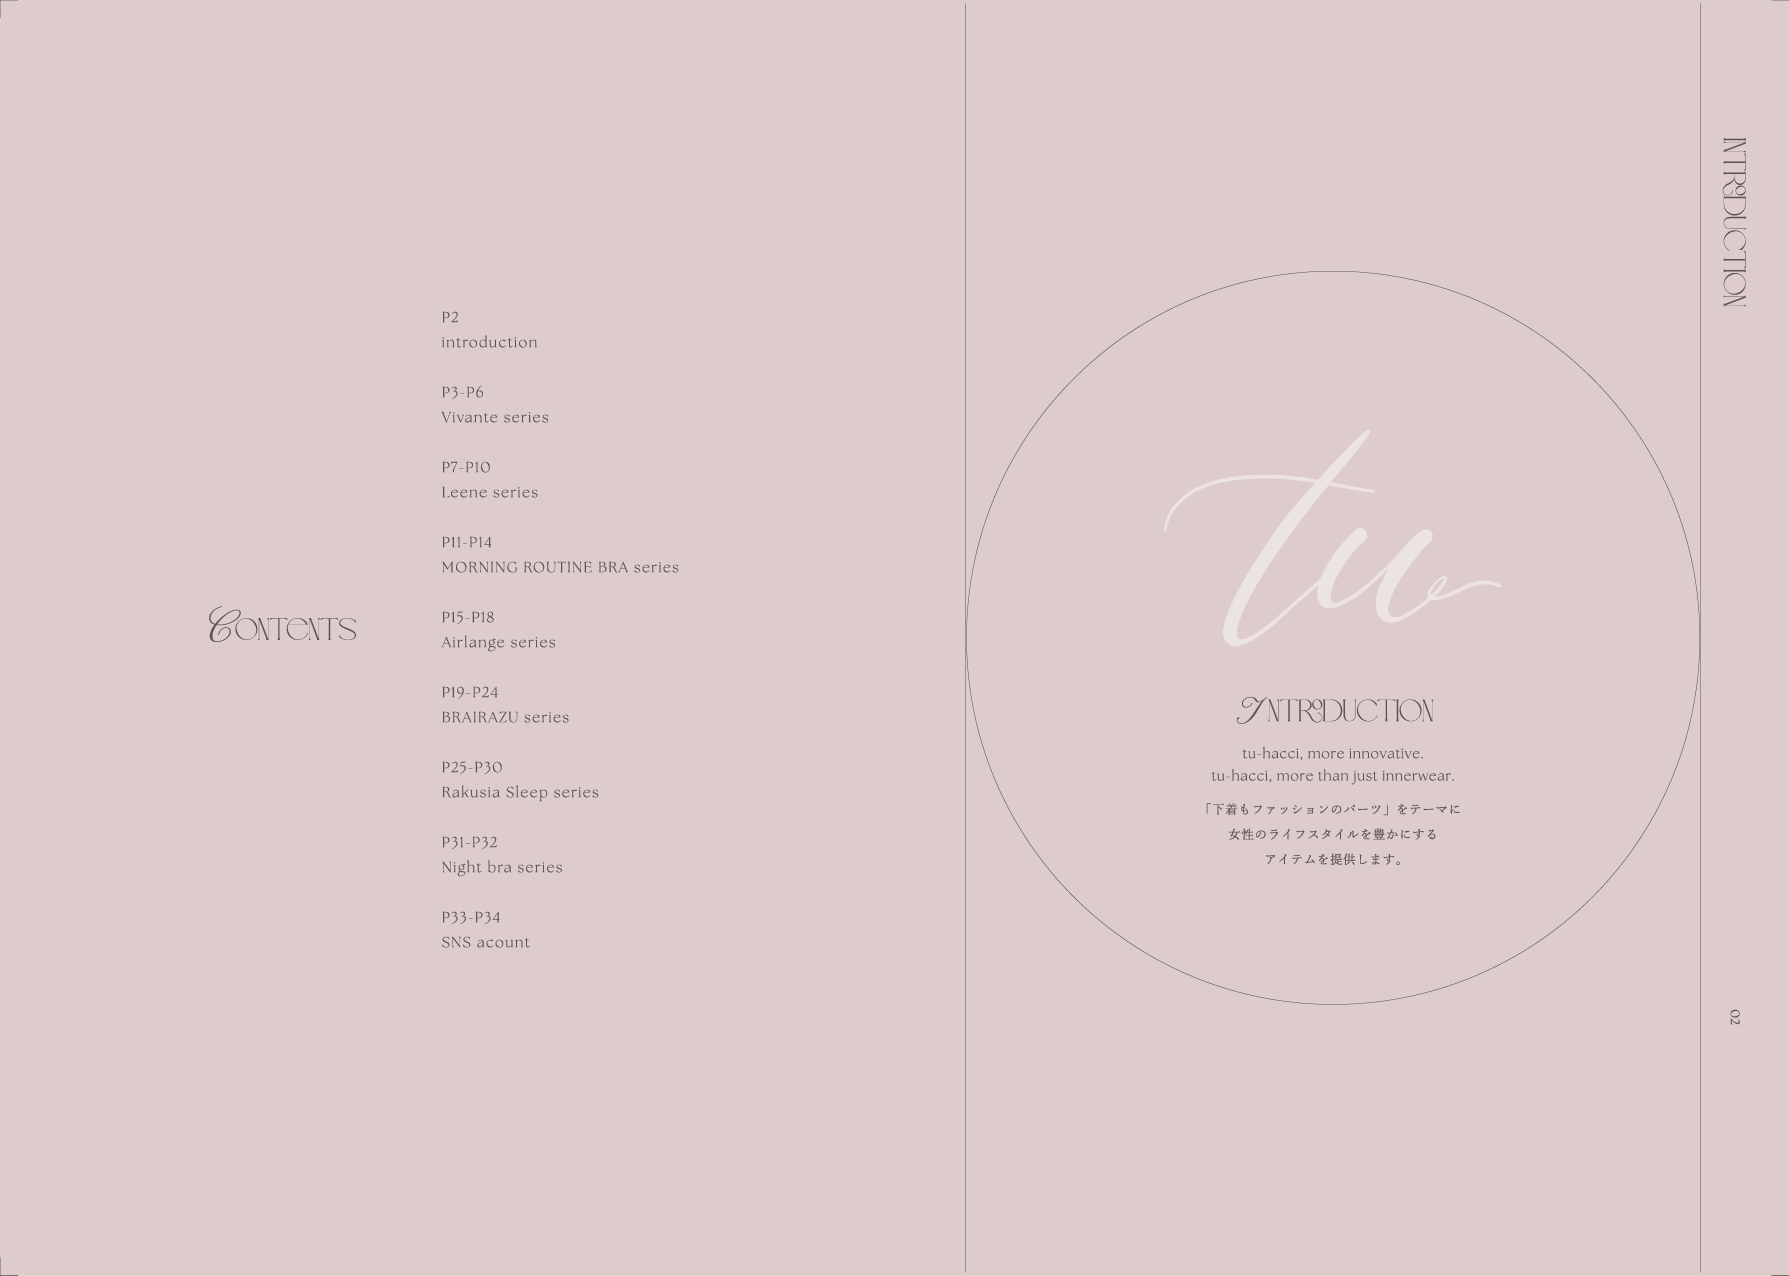 Contents
P2
introduction
P3-P6
Vivante series
P7-P10
Leene series
P11-P14
MORNING ROUTINE BRA series
P15-P18
Airlange series
P19-P24
BRAIRAZU series
P25-P30
Rakusia Sleep series
P31-P32
Night bra series
P33-P34
SNS acount
tu
INTRODUCTION
tu-hacci, more innovative.
tu-hacci, more than just innerwear.
「下着もファッションのパーツ」をテーマに
女性のライフスタイルを豊かにする
アイテムを提供します。
INTRODUCTION
02